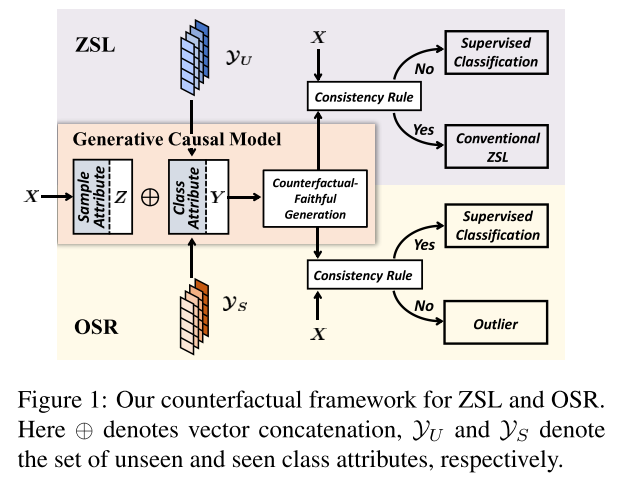 ZSL
𝒴_U
X
Consistency Rule
No
Supervised
Classification
Yes
Conventional
ZSL
Generative Causal Model
X
Sample
Attribute
Z
⊕
Class
Attribute
Y
Counterfactual-
Faithful
Generation
OSR
𝒴_S
Consistency Rule
X
Yes
Supervised
Classification
No
Outlier
Figure 1: Our counterfactual framework for ZSL and OSR.
Here ⊕ denotes vector concatenation, 𝒴_U and 𝒴_S denote
the set of unseen and seen class attributes, respectively.